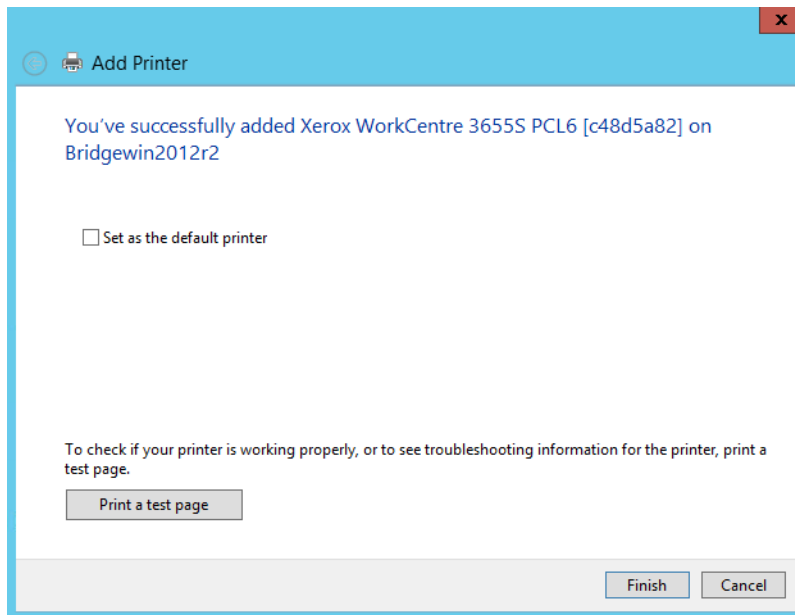 x
Add Printer
You've successfully added Xerox WorkCentre 3655S PCL6 [c48d5a82] on
Bridgewin2012r2
Set as the default printer
To check if your printer is working properly, or to see troubleshooting information for the printer, print a
test page.
Print a test page
Finish Cancel